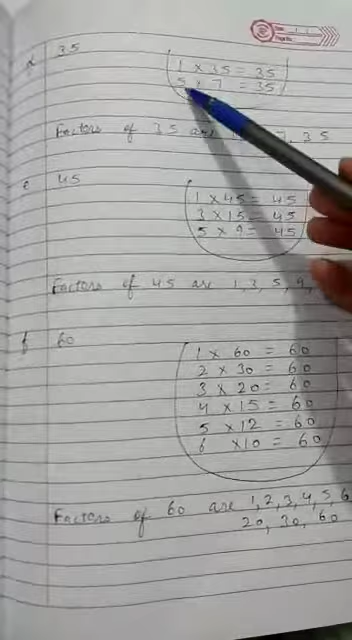 d 35
1 × 35 = 35
5 × 7 = 35
Factors of 35 are 7, 35
e 45
1 × 45 = 45
3 × 15 = 45
5 × 9 = 45
Factors of 45 are 1, 3, 5, 9,
f 60
1 × 60 = 60
2 × 30 = 60
3 × 20 = 60
4 × 15 = 60
5 × 12 = 60
6 × 10 = 60
Factors of 60 are 1, 2, 3, 4, 5, 6
20, 30, 60